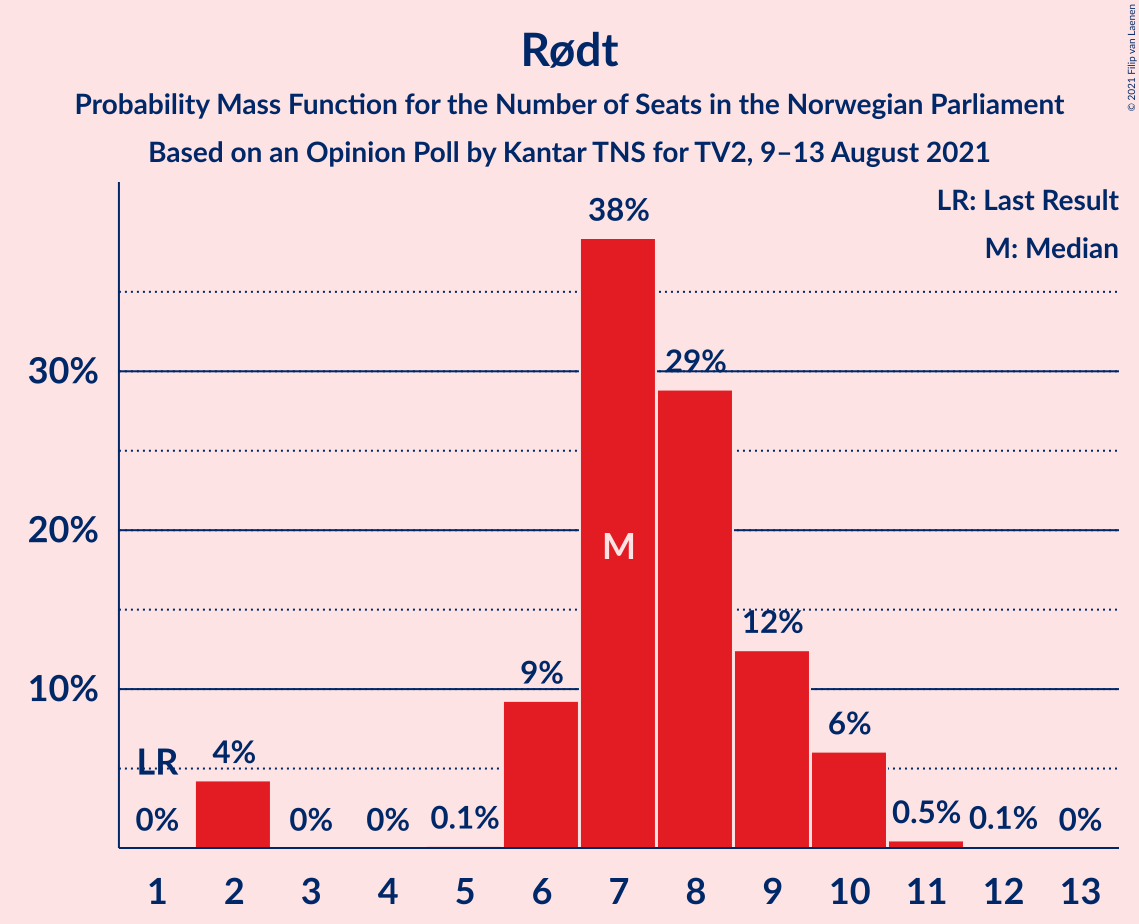 Rødt
Probability Mass Function for the Number of Seats in the Norwegian Parliament
Based on an Opinion Poll by Kantar TNS for TV2, 9–13 August 2021
© 2021 Filip van Laenen
LR: Last Result
M: Median
38%
30%
29%
20%
M
12%
10%
9%
6%
LR
4%
0%
0%
0%
0.1%
0.5%
0.1%
0%
1 2 3 4 5 6 7 8 9 10 11 12 13